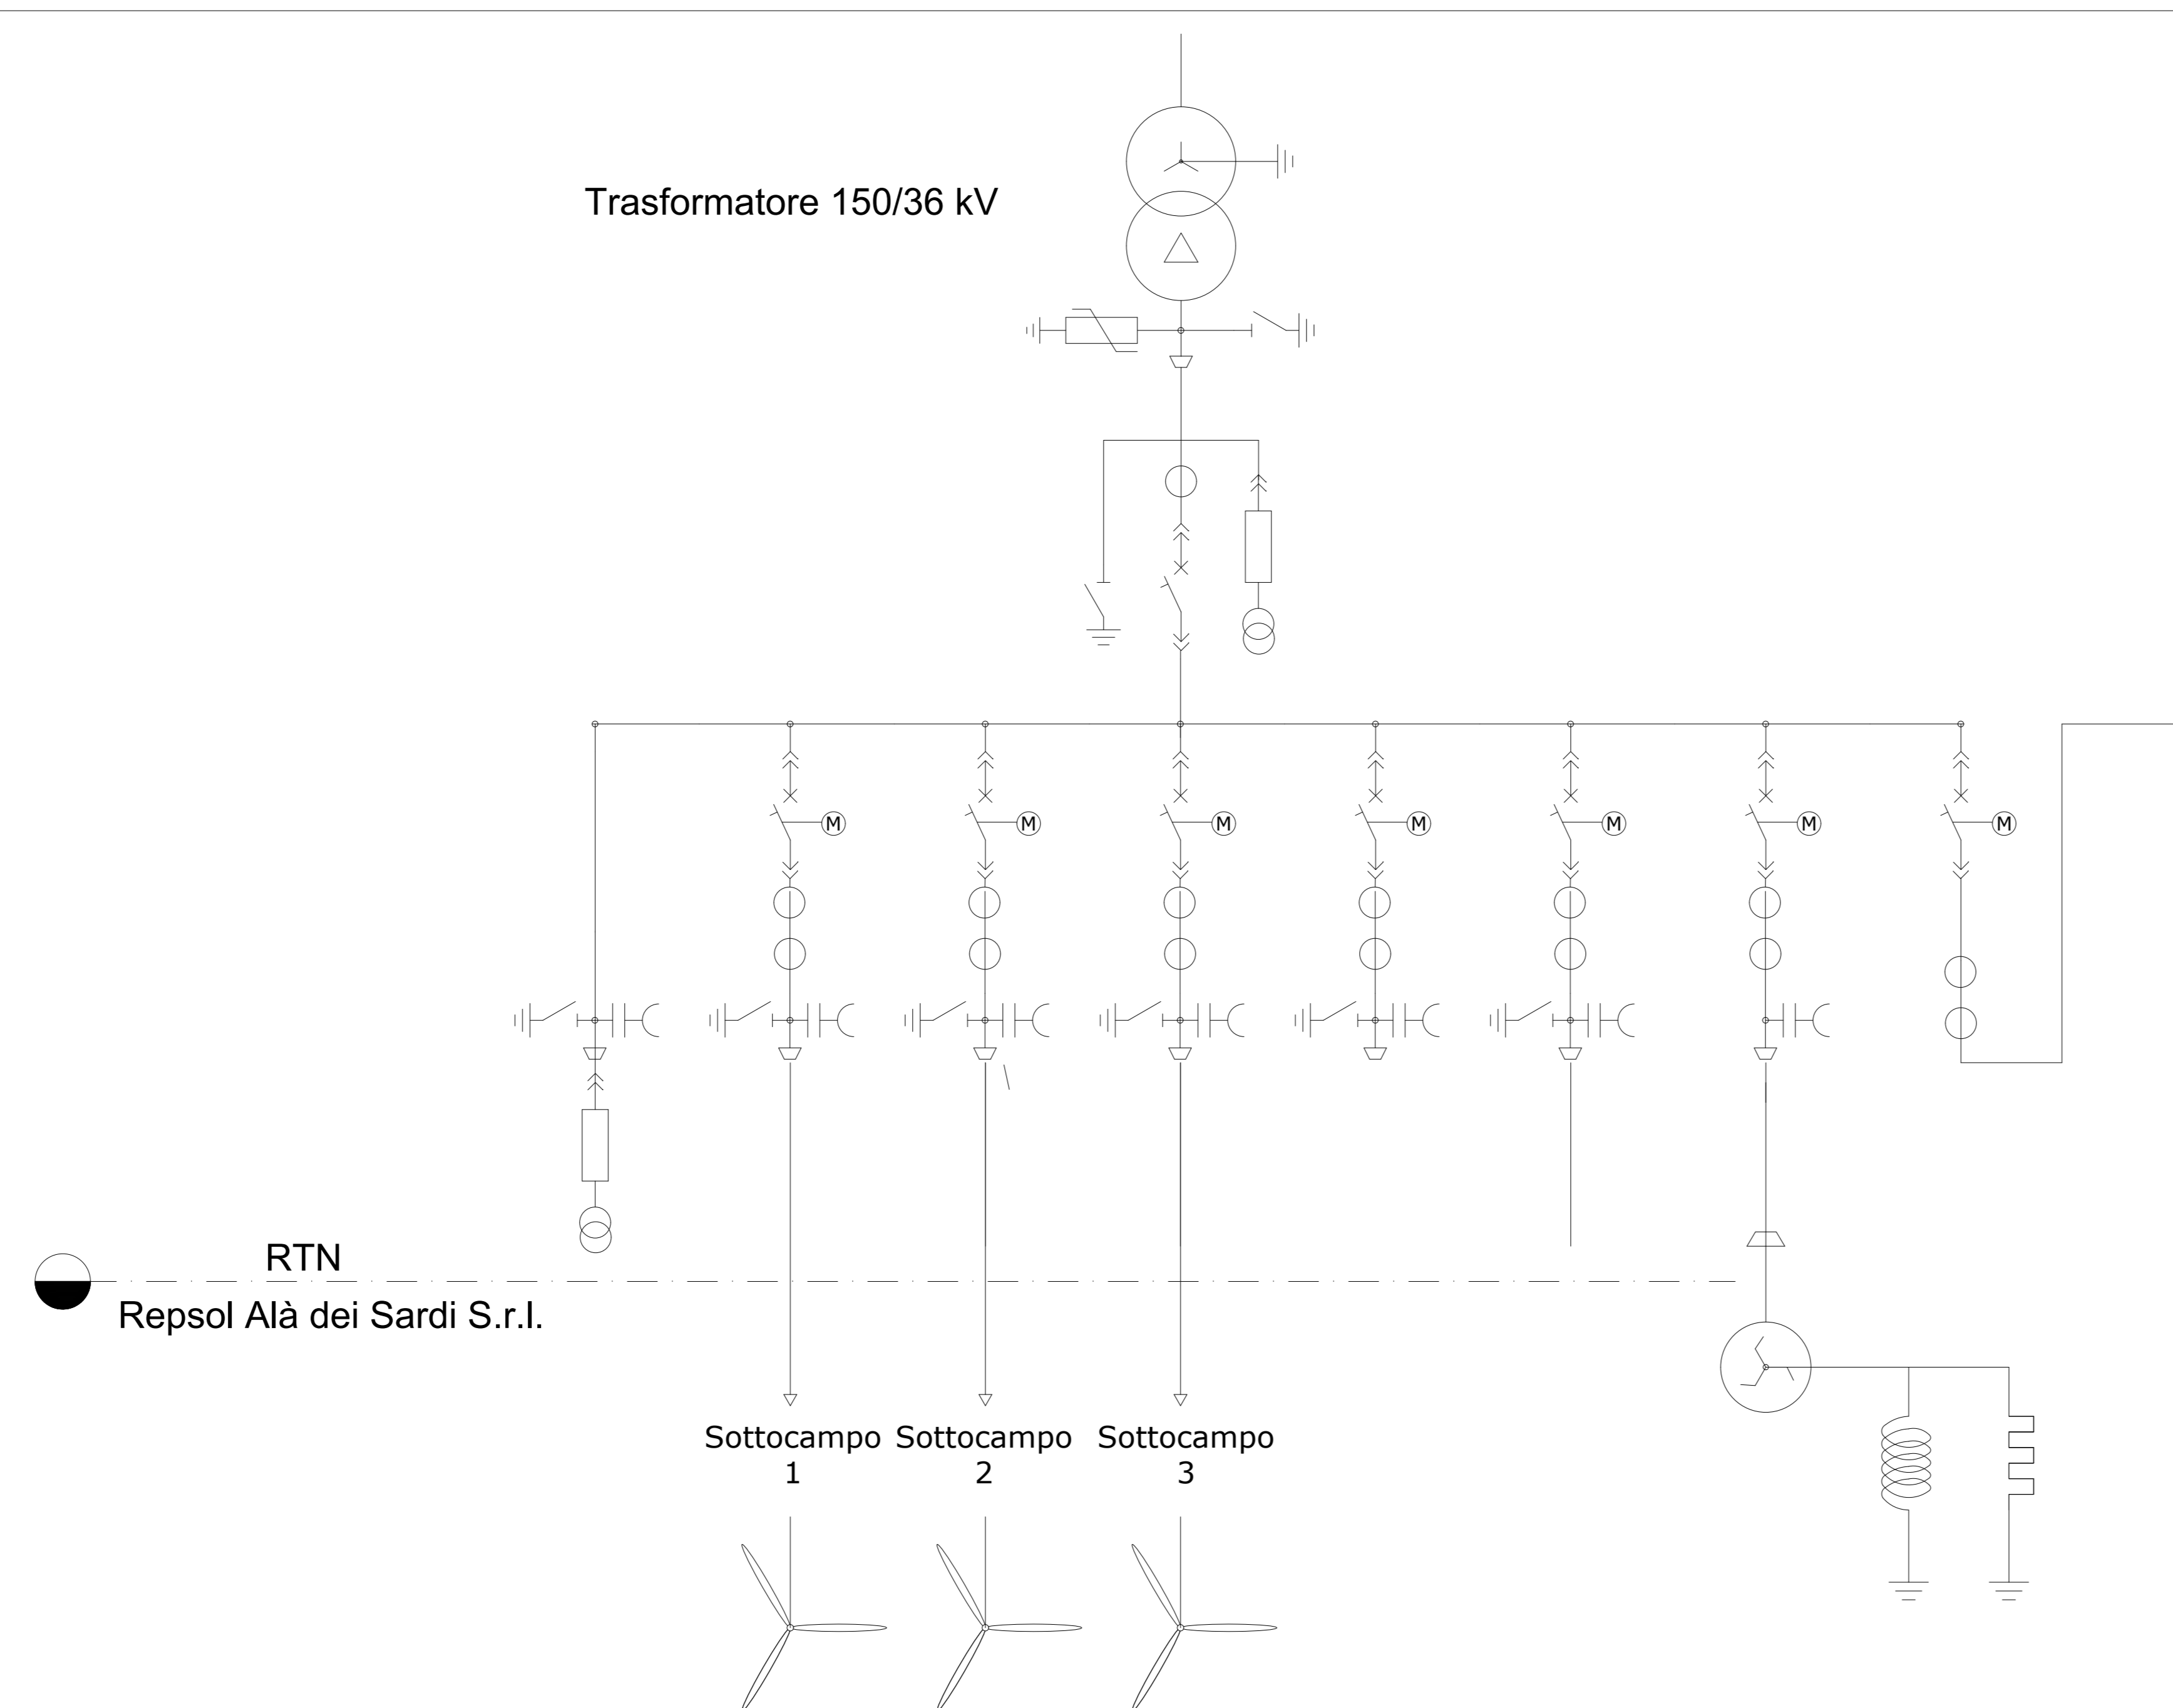 Trasformatore 150/36 kV
M M M M M M M
RTN
Repsol Alà dei Sardi S.r.l.
Sottocampo Sottocampo Sottocampo
1 2 3